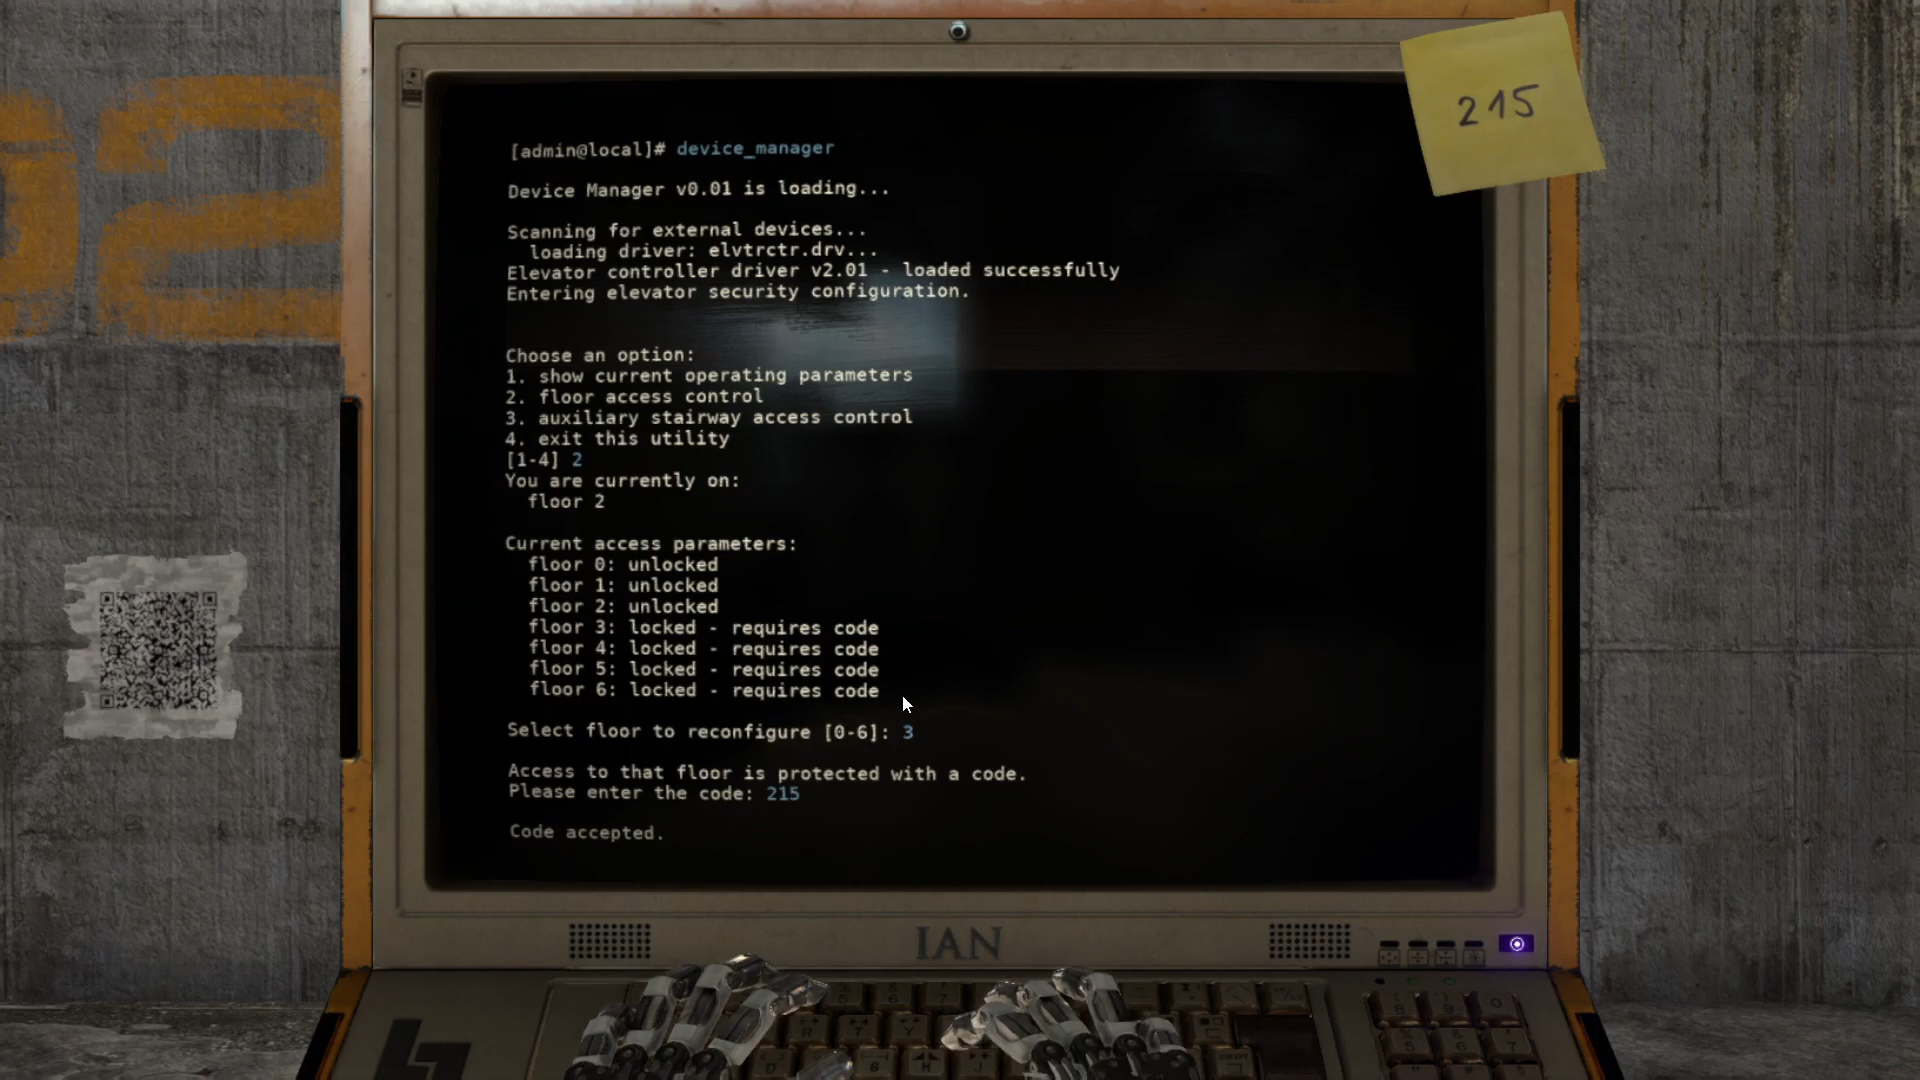 02
215
[admin@local]# device_manager
Device Manager v0.01 is loading...
Scanning for external devices...
loading driver: elvtrctr.drv...
Elevator controller driver v2.01 - loaded successfully
Entering elevator security configuration.
Choose an option:
1. show current operating parameters
2. floor access control
3. auxiliary stairway access control
4. exit this utility
[1-4] 2
You are currently on:
floor 2
Current access parameters:
floor 0: unlocked
floor 1: unlocked
floor 2: unlocked
floor 3: locked - requires code
floor 4: locked - requires code
floor 5: locked - requires code
floor 6: locked - requires code
Select floor to reconfigure [0-6]: 3
Access to that floor is protected with a code.
Please enter the code: 215
Code accepted.
IAN